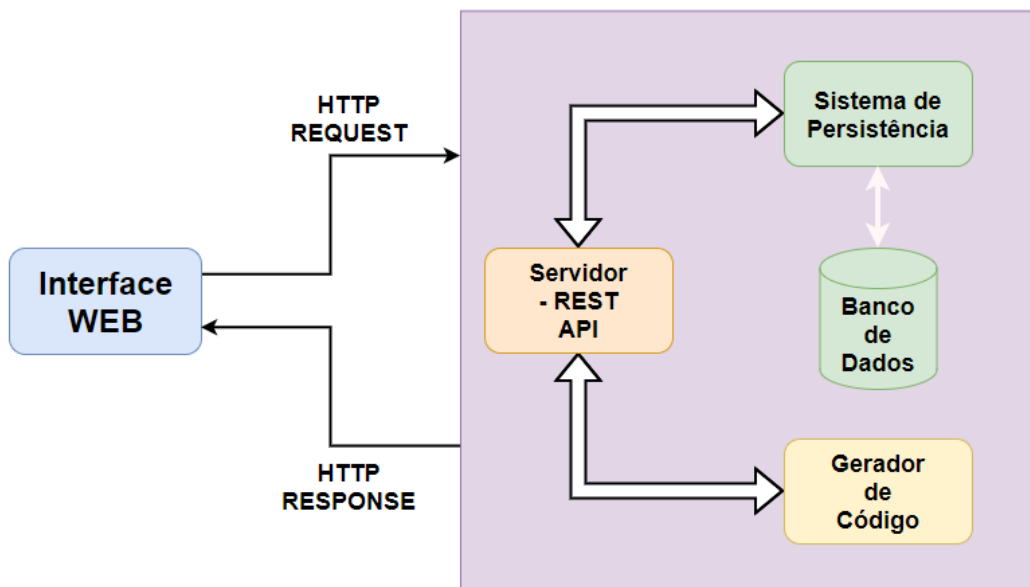 HTTP
REQUEST
Interface
WEB
HTTP
RESPONSE
Servidor
- REST
API
Sistema de
Persistência
Banco
de
Dados
Gerador
de
Código